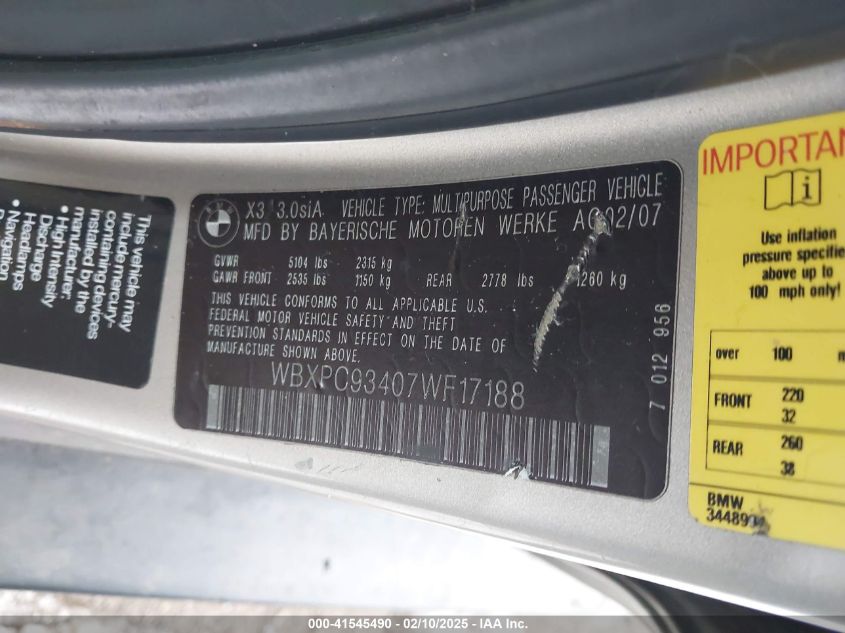 This vehicle may
include mercury-
containing devices
installed by the
manufacturer:
• High Intensity
Discharge
Headlamps
• Navigation
X3 3.0siA VEHICLE TYPE: MULTIPURPOSE PASSENGER VEHICLE
MFD BY BAYERISCHE MOTOREN WERKE AG 02/07
GVWR 5104 lbs 2315 kg
GAWR FRONT 2535 lbs 1150 kg REAR 2778 lbs 1260 kg
THIS VEHICLE CONFORMS TO ALL APPLICABLE U.S.
FEDERAL MOTOR VEHICLE SAFETY AND THEFT
PREVENTION STANDARDS IN EFFECT ON THE DATE OF
MANUFACTURE SHOWN ABOVE.
WBXPC93407WF17188
7 012 956
IMPORTAN
i
Use inflation
pressure specifie
above up to
100 mph only!
over 100 m
FRONT 220
32
REAR 260
38
BMW
000-41545490 - 02/10/2025 - IAA Inc.